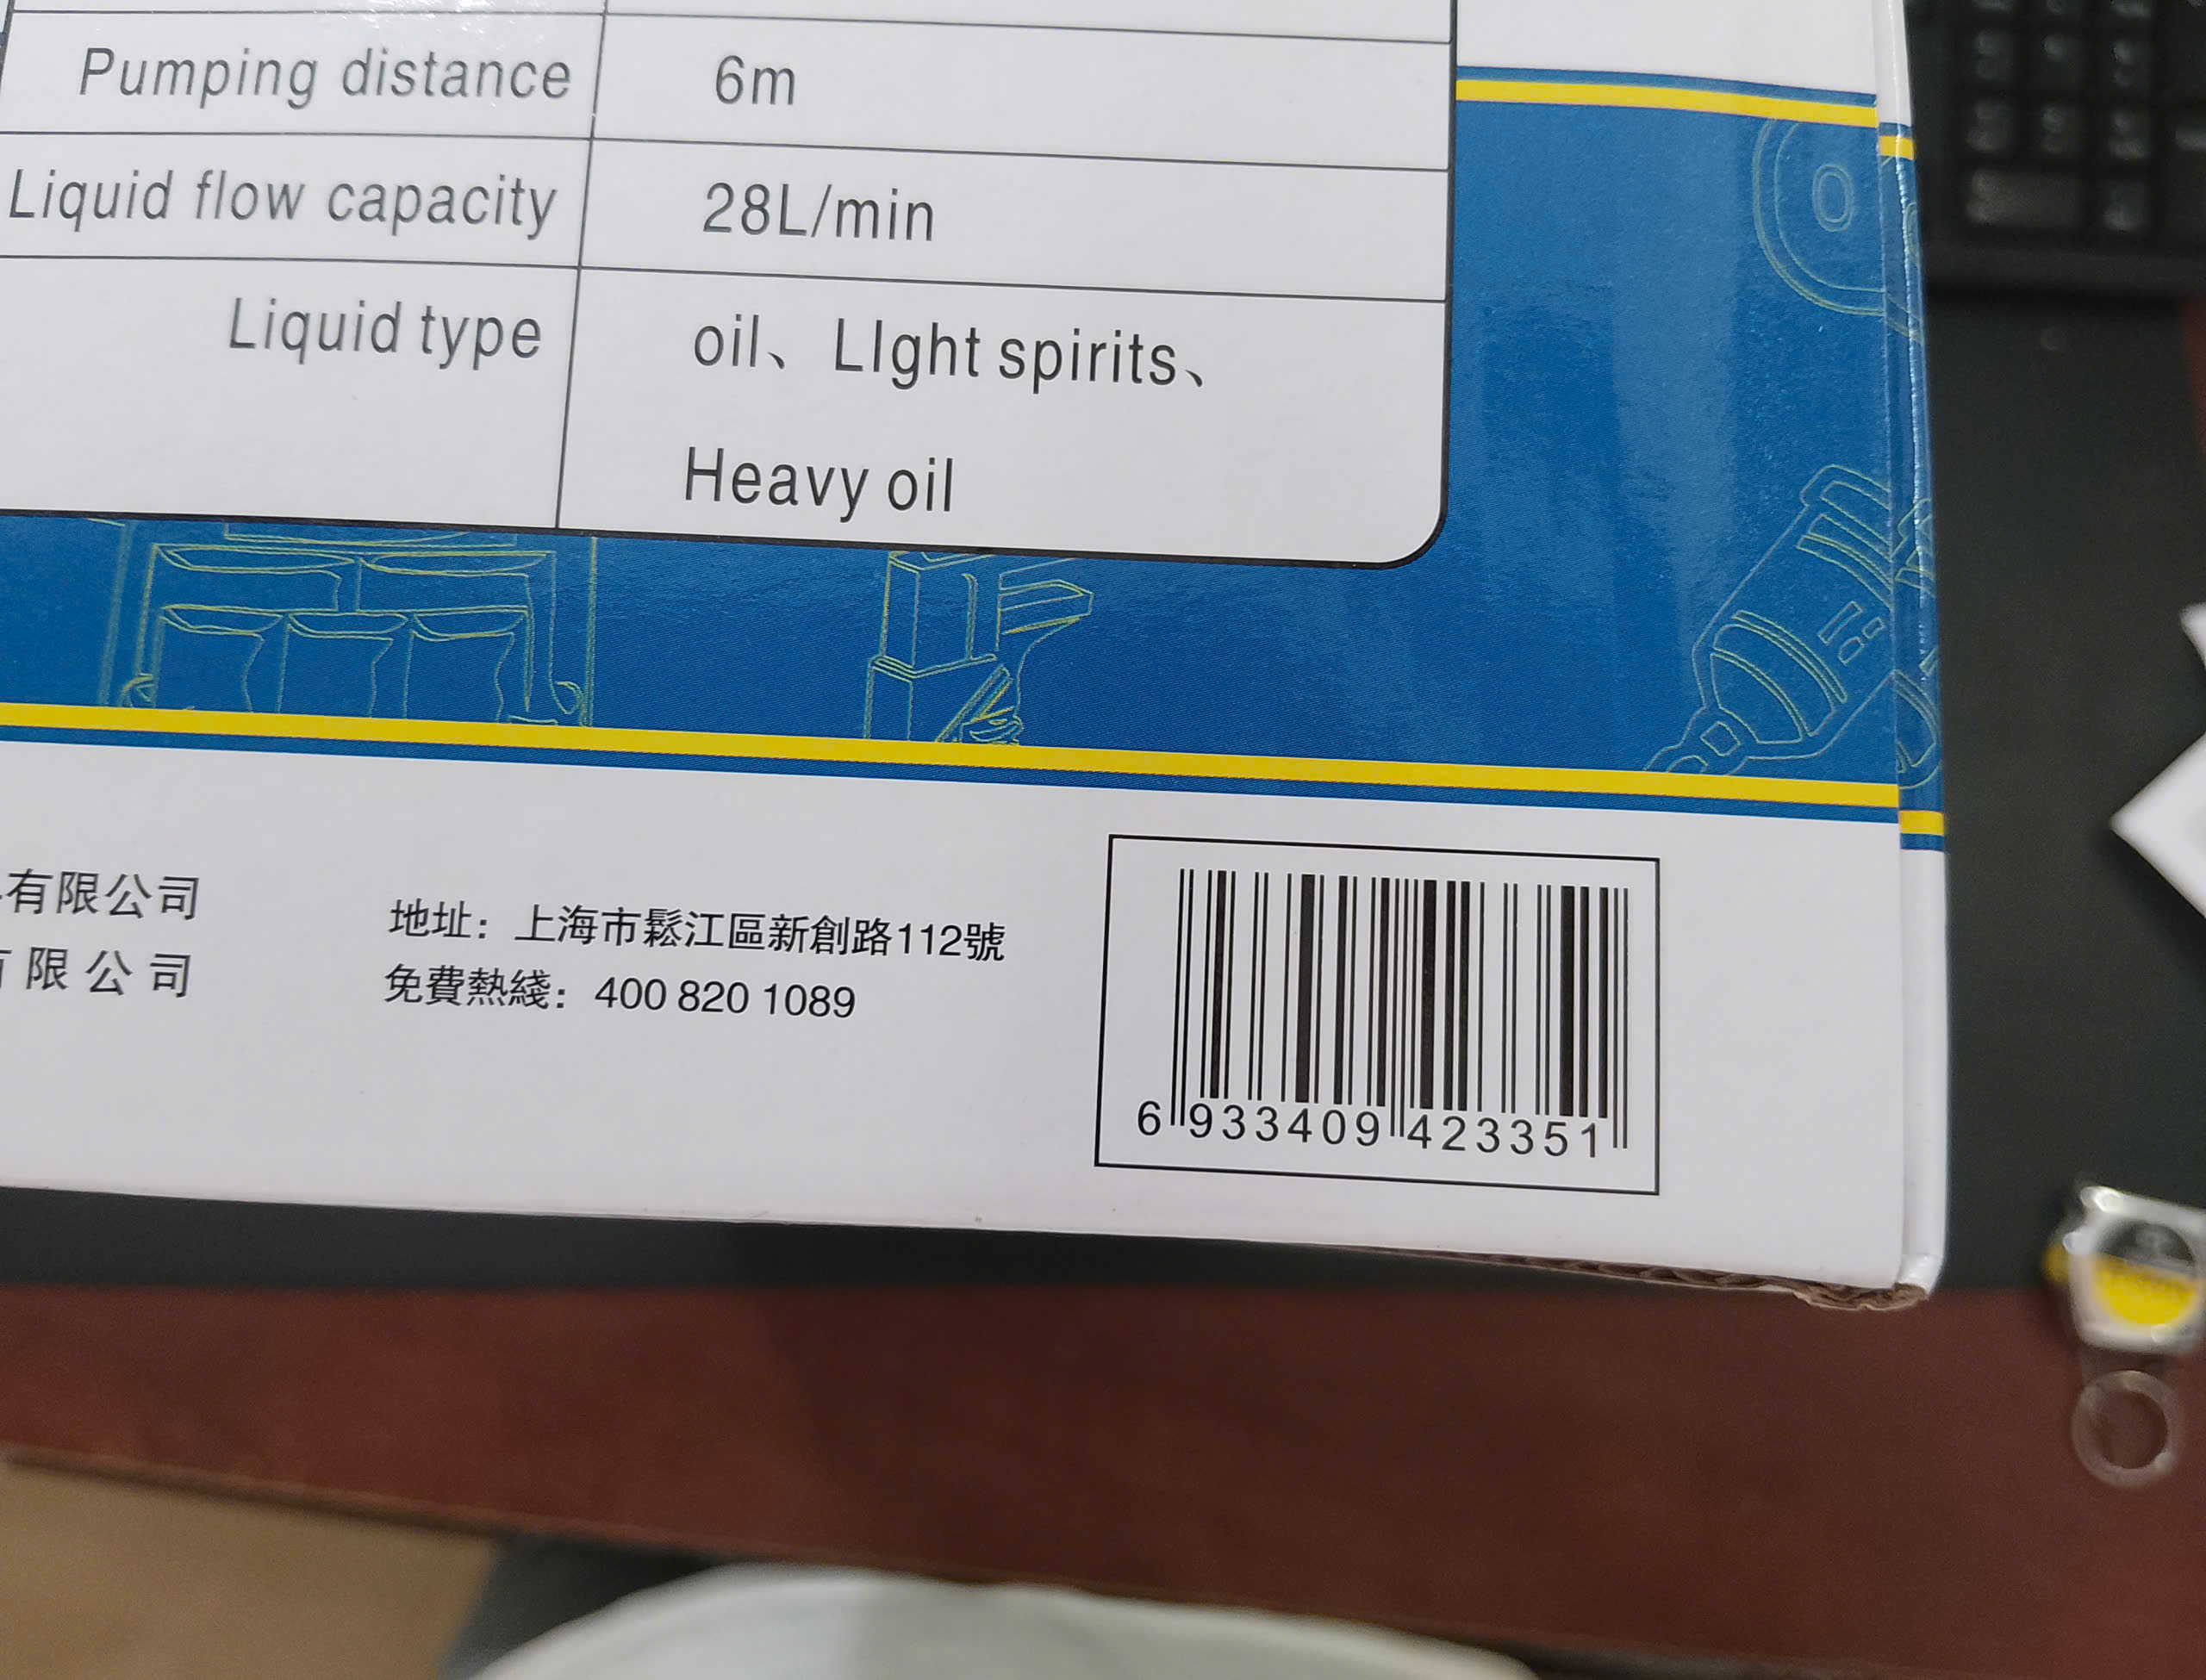 Pumping distance 6m
Liquid flow capacity 28L/min
Liquid type oil、LIght spirits、
Heavy oil
有限公司
限公司
地址：上海市鬆江區新創路112號
免費熱綫：400 820 1089
6 933409 423351